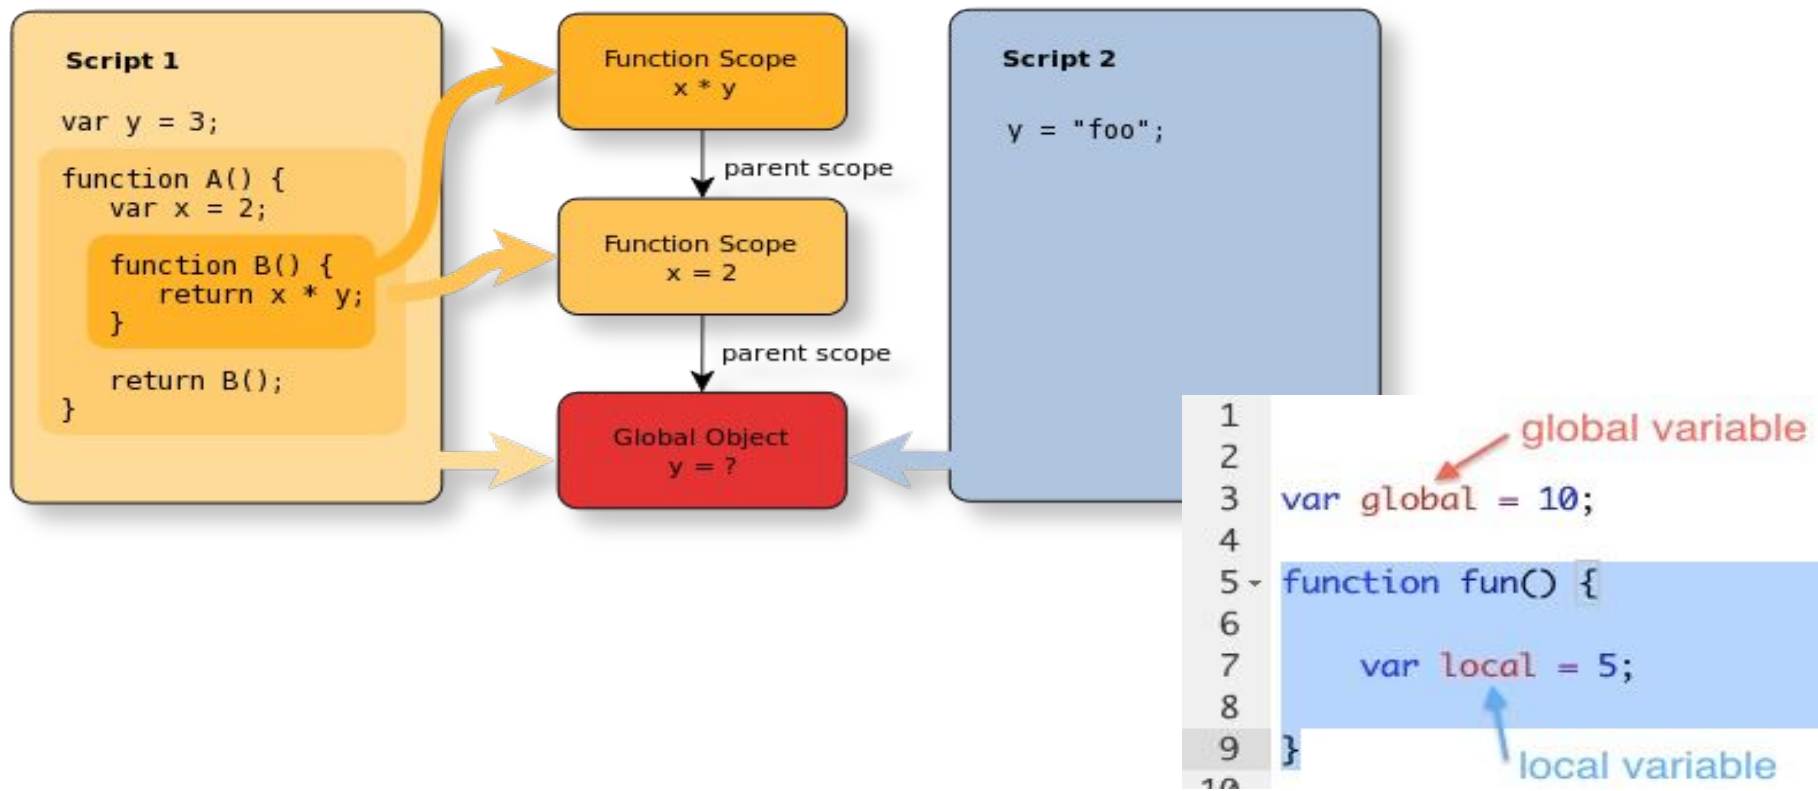 Script 1
var y = 3;
function A() {
var x = 2;
function B() {
return x * y;
}
return B();
}
Function Scope
x * y
parent scope
Function Scope
x = 2
parent scope
Global Object
y = ?
Script 2
y = "foo";
1
2
3 var global = 10;
global variable
4
5 function fun() {
6
7 var local = 5;
8
9 }
local variable
10